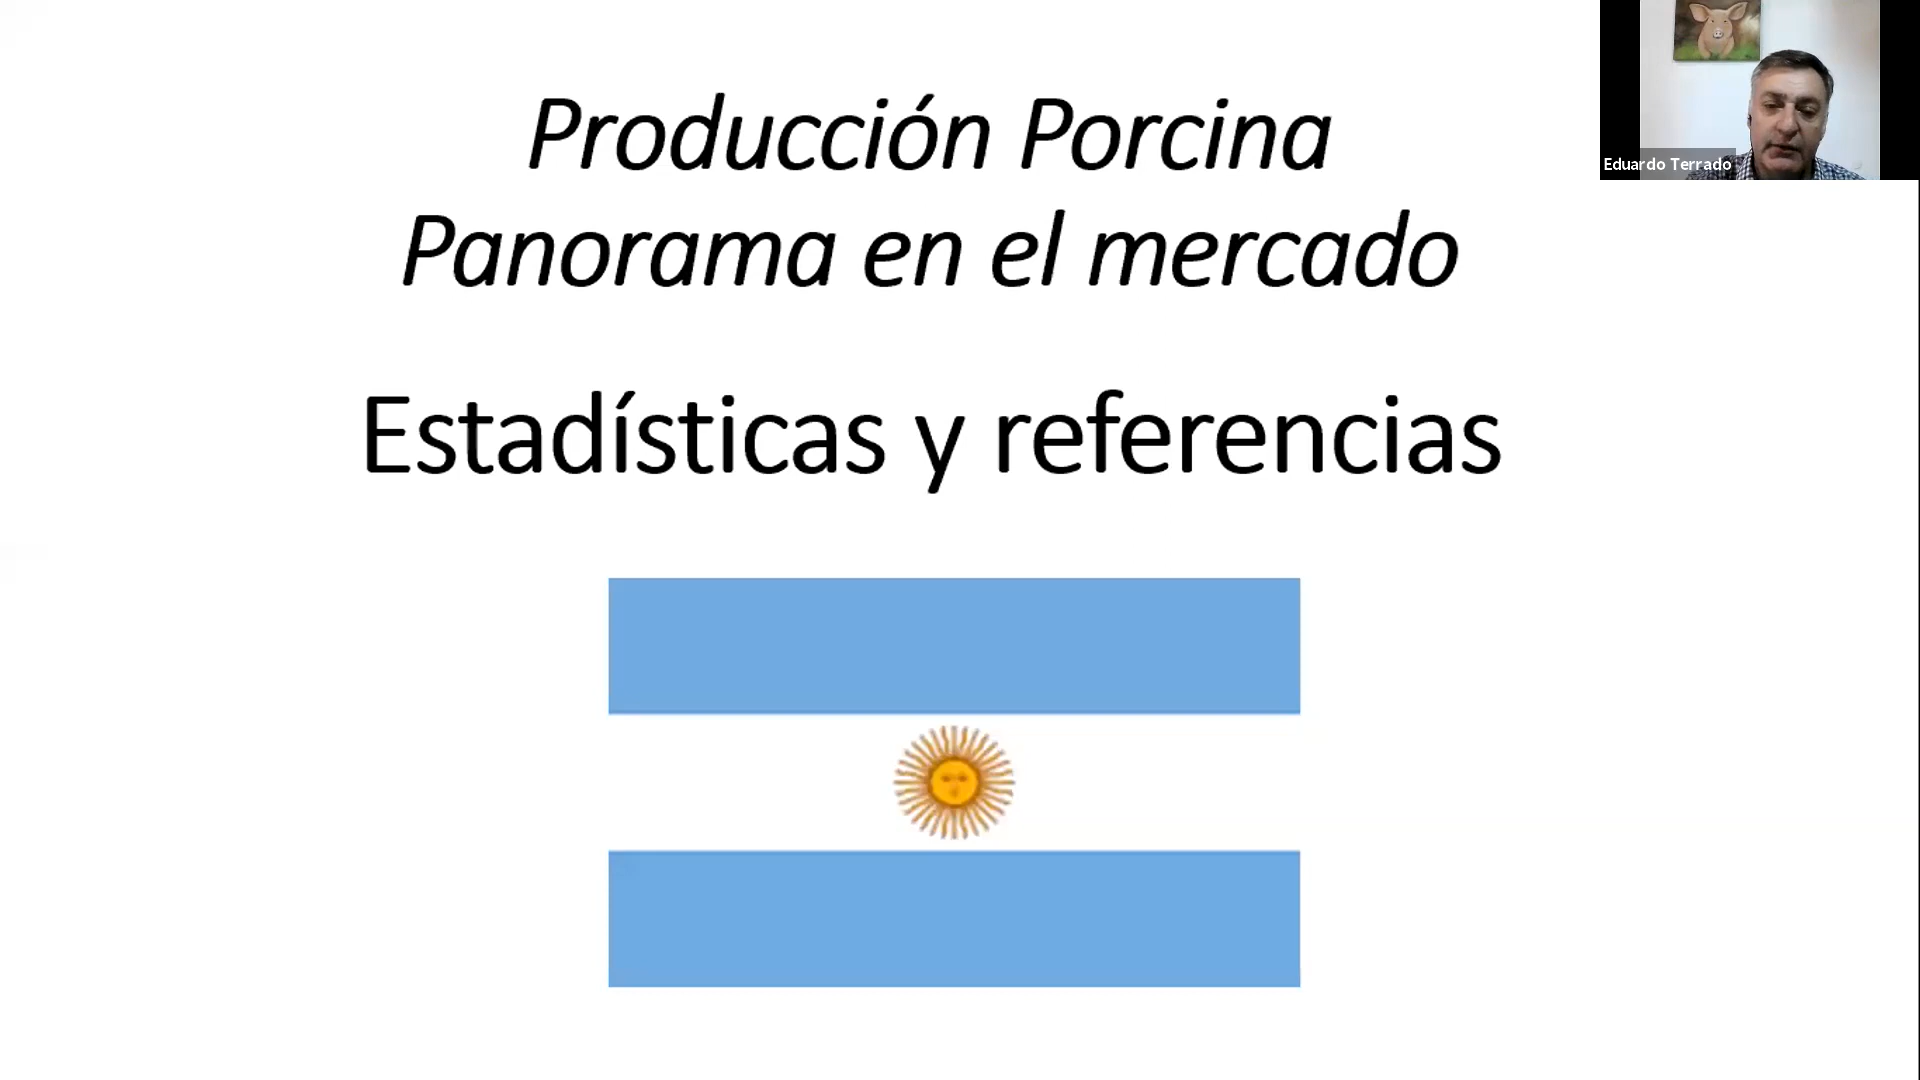 Producción Porcina
Panorama en el mercado
Estadísticas y referencias
Eduardo Terrado